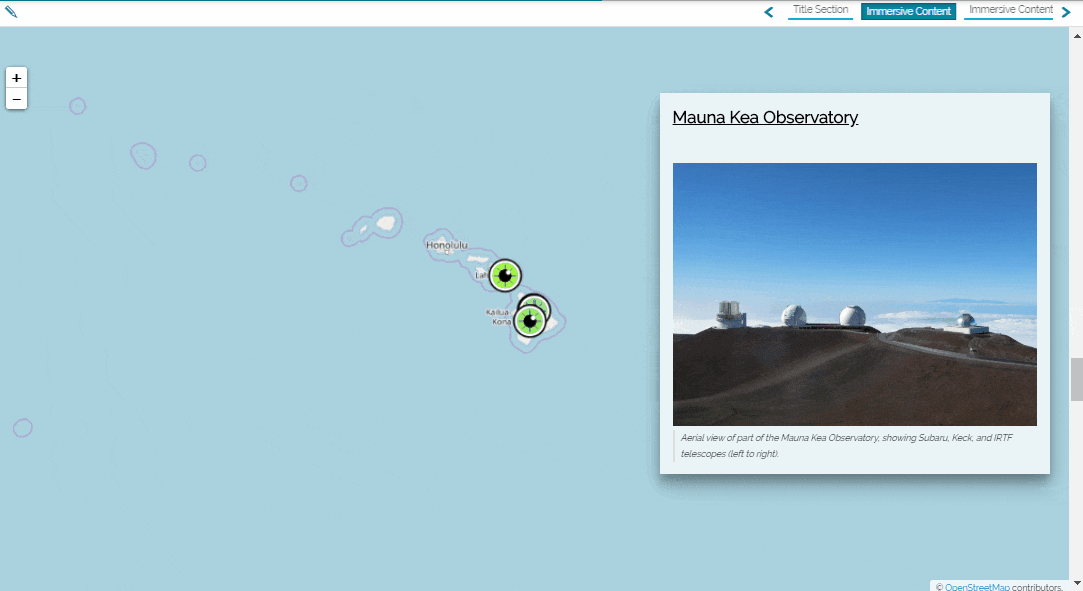 Title Section
Immersive Content
Immersive Content
+
−
Mauna Kea Observatory
Honolulu
Lah
Kailua
Kona
Aerial view of part of the Mauna Kea Observatory, showing Subaru, Keck, and IRTF
telescopes (left to right).
© OpenStreetMap contributors.